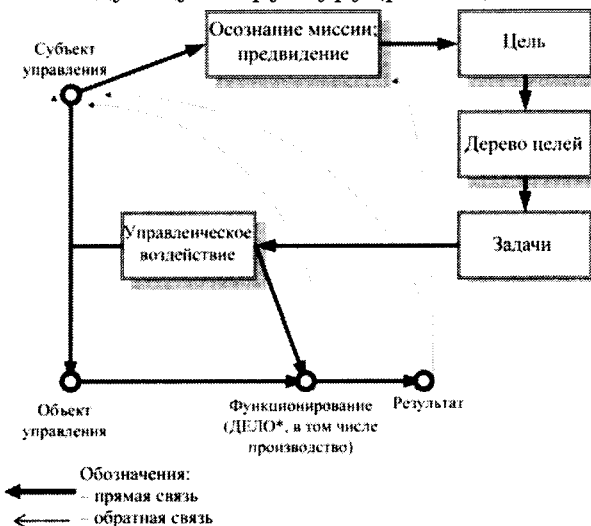 Осознание миссии;
предвидение
Цель
Субъект
управления
Дерево целей
Управленческое
воздействие
Задачи
Объект
управления
Функционирование
(ДЕЛО*, в том числе
производство)
Результат
Обозначения:
– прямая связь
– обратная связь